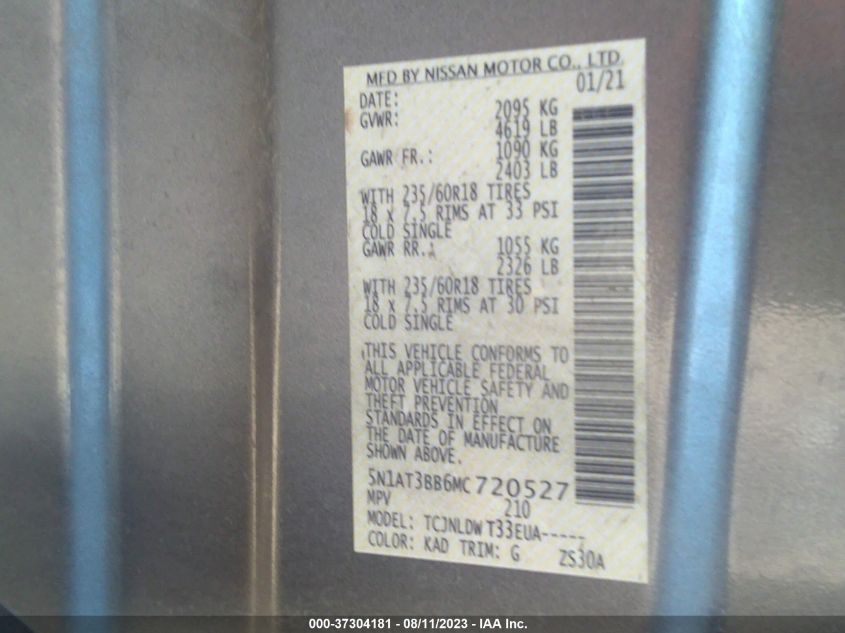 MFD BY NISSAN MOTOR CO., LTD.
DATE: 01/21
GVWR: 2095 KG
4619 LB
GAWR FR.: 1090 KG
2403 LB
WITH 235/60R18 TIRES
18 x 7.5 RIMS AT 33 PSI
COLD SINGLE
GAWR RR.: 1055 KG
2326 LB
WITH 235/60R18 TIRES
18 x 7.5 RIMS AT 30 PSI
COLD SINGLE
THIS VEHICLE CONFORMS TO
ALL APPLICABLE FEDERAL
MOTOR VEHICLE SAFETY AND
THEFT PREVENTION
STANDARDS IN EFFECT ON
THE DATE OF MANUFACTURE
SHOWN ABOVE.
5N1AT3BB6MC720527
MPV 210
MODEL: TCJNLDW T33EUA-----
COLOR: KAD TRIM: G ZS30A
000-37304181 - 08/11/2023 - IAA Inc.